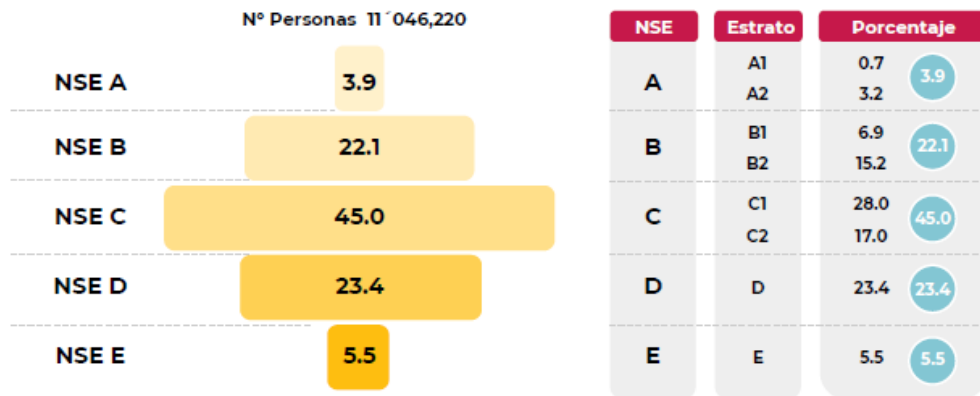 N° Personas 11´046,220
NSE A 3.9
NSE B 22.1
NSE C 45.0
NSE D 23.4
NSE E 5.5
NSE Estrato Porcentaje
A A1 0.7 3.9
A2 3.2
B B1 6.9 22.1
B2 15.2
C C1 28.0 45.0
C2 17.0
D D 23.4 23.4
E E 5.5 5.5